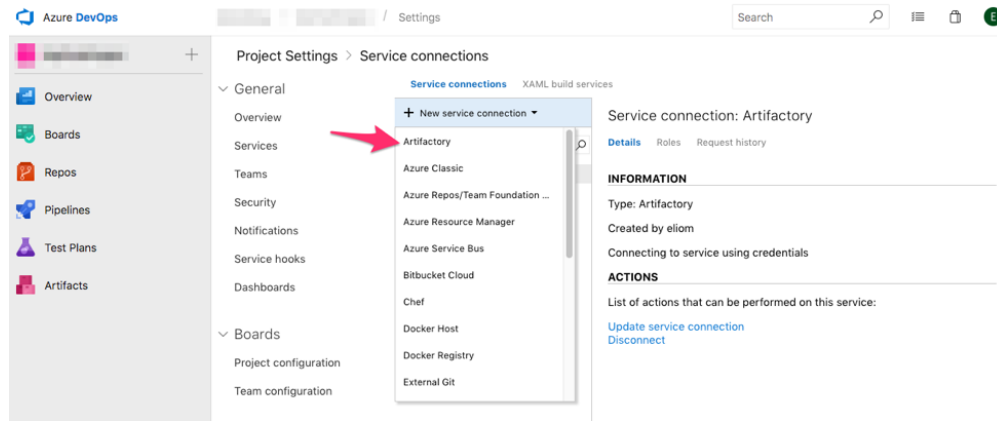 Azure DevOps
/ Settings
Search
E
Overview
Boards
Repos
Pipelines
Test Plans
Artifacts
Project Settings > Service connections
General
Overview
Services
Teams
Security
Notifications
Service hooks
Dashboards
Boards
Project configuration
Team configuration
Service connections XAML build services
+ New service connection
Artifactory
Azure Classic
Azure Repos/Team Foundation ...
Azure Resource Manager
Azure Service Bus
Bitbucket Cloud
Chef
Docker Host
Docker Registry
External Git
Service connection: Artifactory
Details Roles Request history
INFORMATION
Type: Artifactory
Created by eliom
Connecting to service using credentials
ACTIONS
List of actions that can be performed on this service:
Update service connection
Disconnect